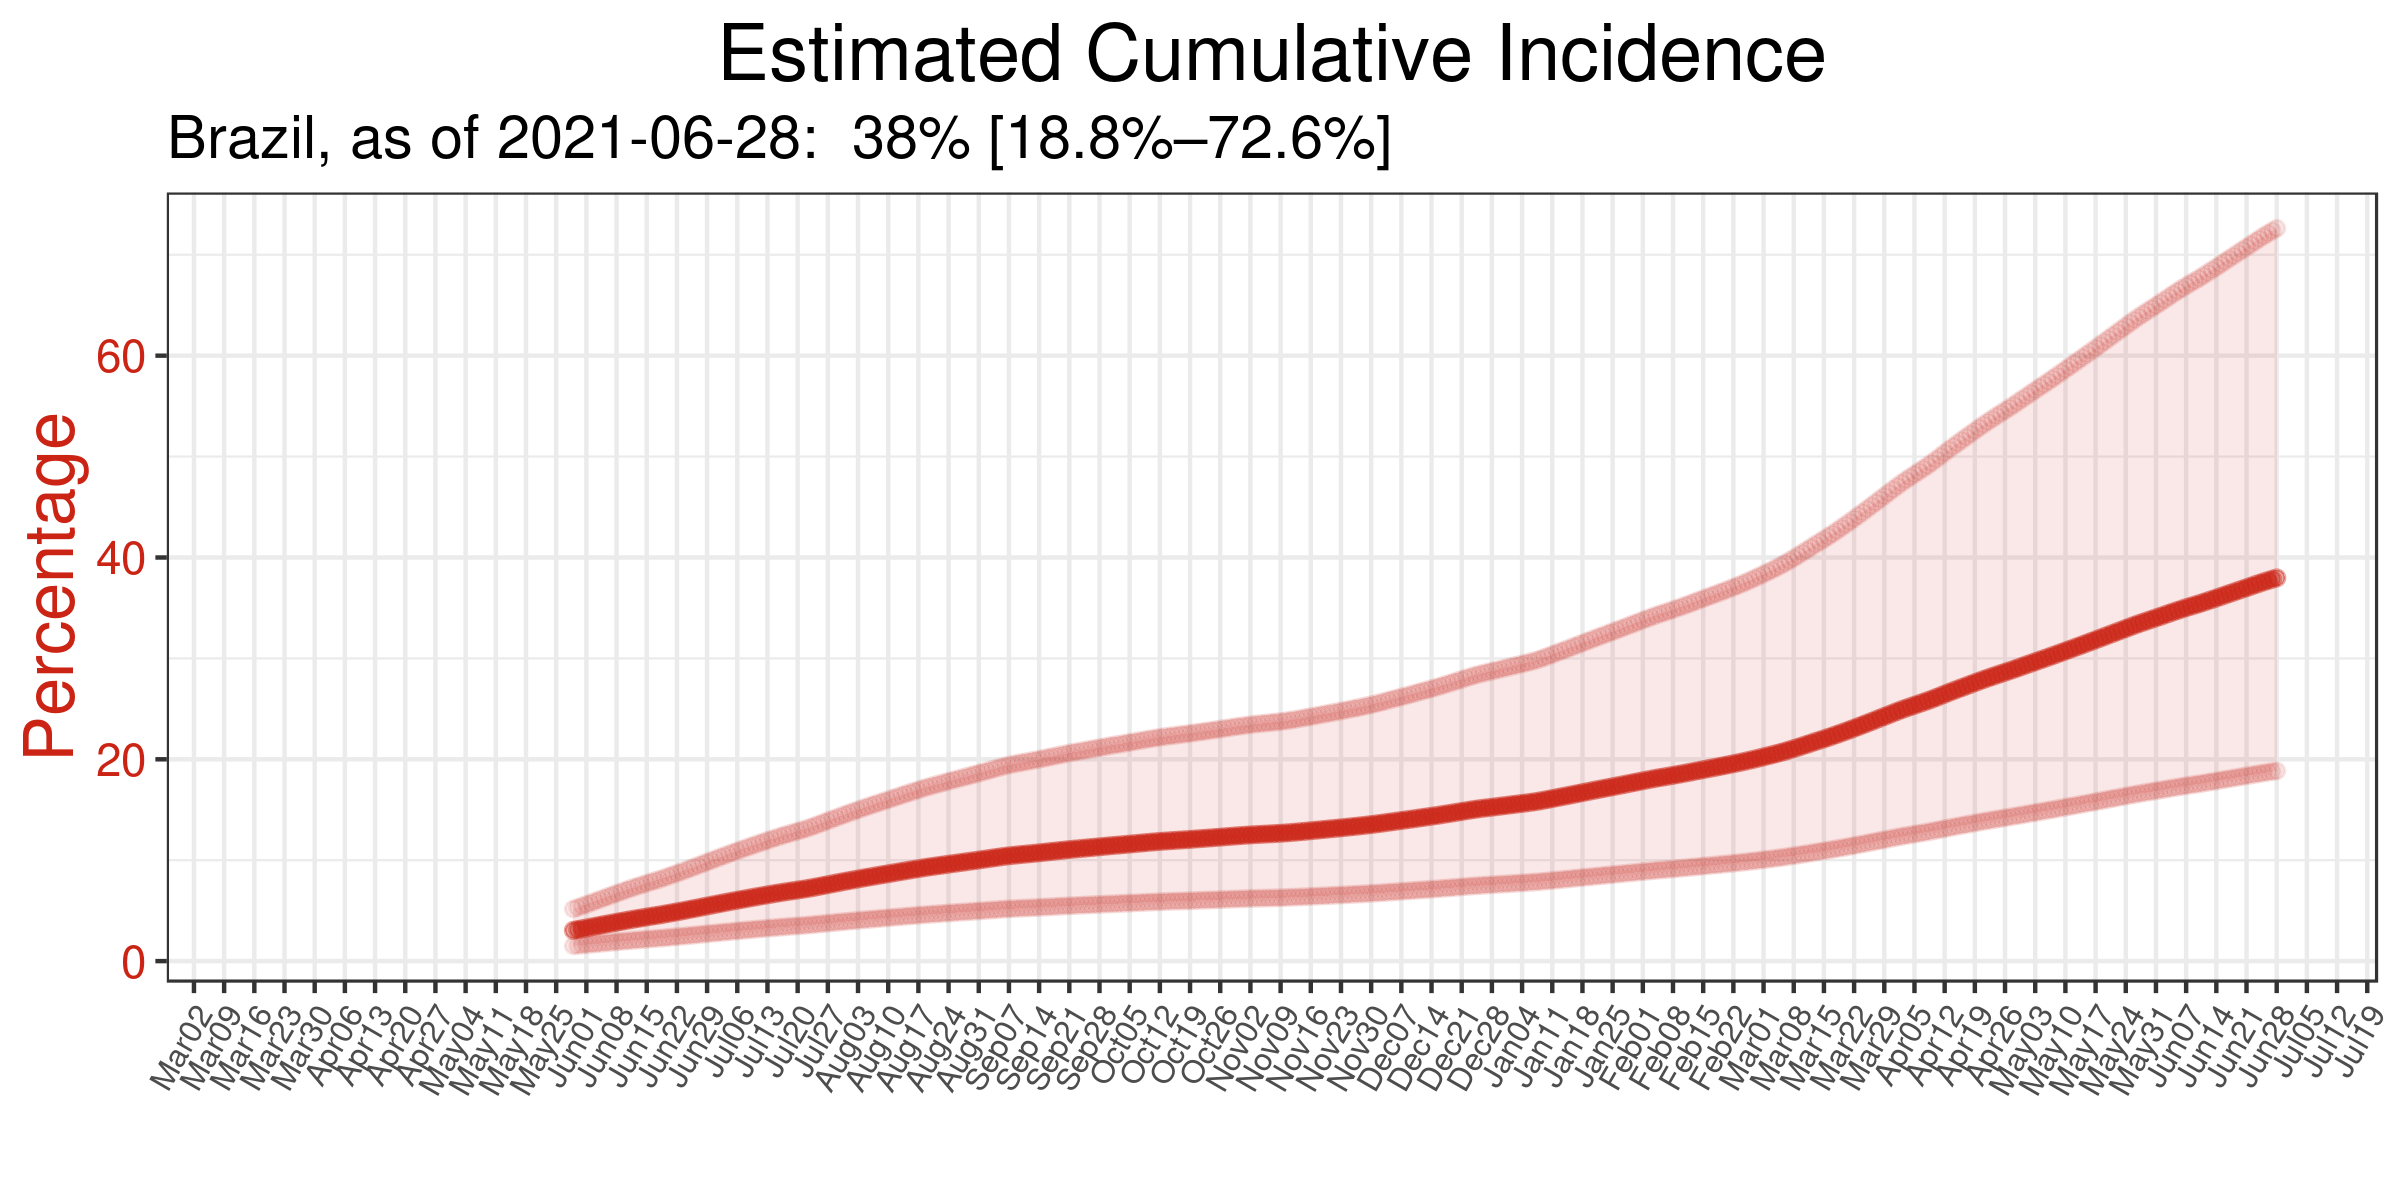 Estimated Cumulative Incidence
Brazil, as of 2021-06-28:  38% [18.8%–72.6%]
Percentage
60
40
20
0
Mar02
Mar09
Mar16
Mar23
Mar30
Apr06
Apr13
Apr20
Apr27
May04
May11
May18
May25
Jun01
Jun08
Jun15
Jun22
Jun29
Jul06
Jul13
Jul20
Jul27
Aug03
Aug10
Aug17
Aug24
Aug31
Sep07
Sep14
Sep21
Sep28
Oct05
Oct12
Oct19
Oct26
Nov02
Nov09
Nov16
Nov23
Nov30
Dec07
Dec14
Dec21
Dec28
Jan04
Jan11
Jan18
Jan25
Feb01
Feb08
Feb15
Feb22
Mar01
Mar08
Mar15
Mar22
Mar29
Apr05
Apr12
Apr19
Apr26
May03
May10
May17
May24
May31
May07
Jun14
Jun21
Jun28
Jul05
Jul12
Jul19